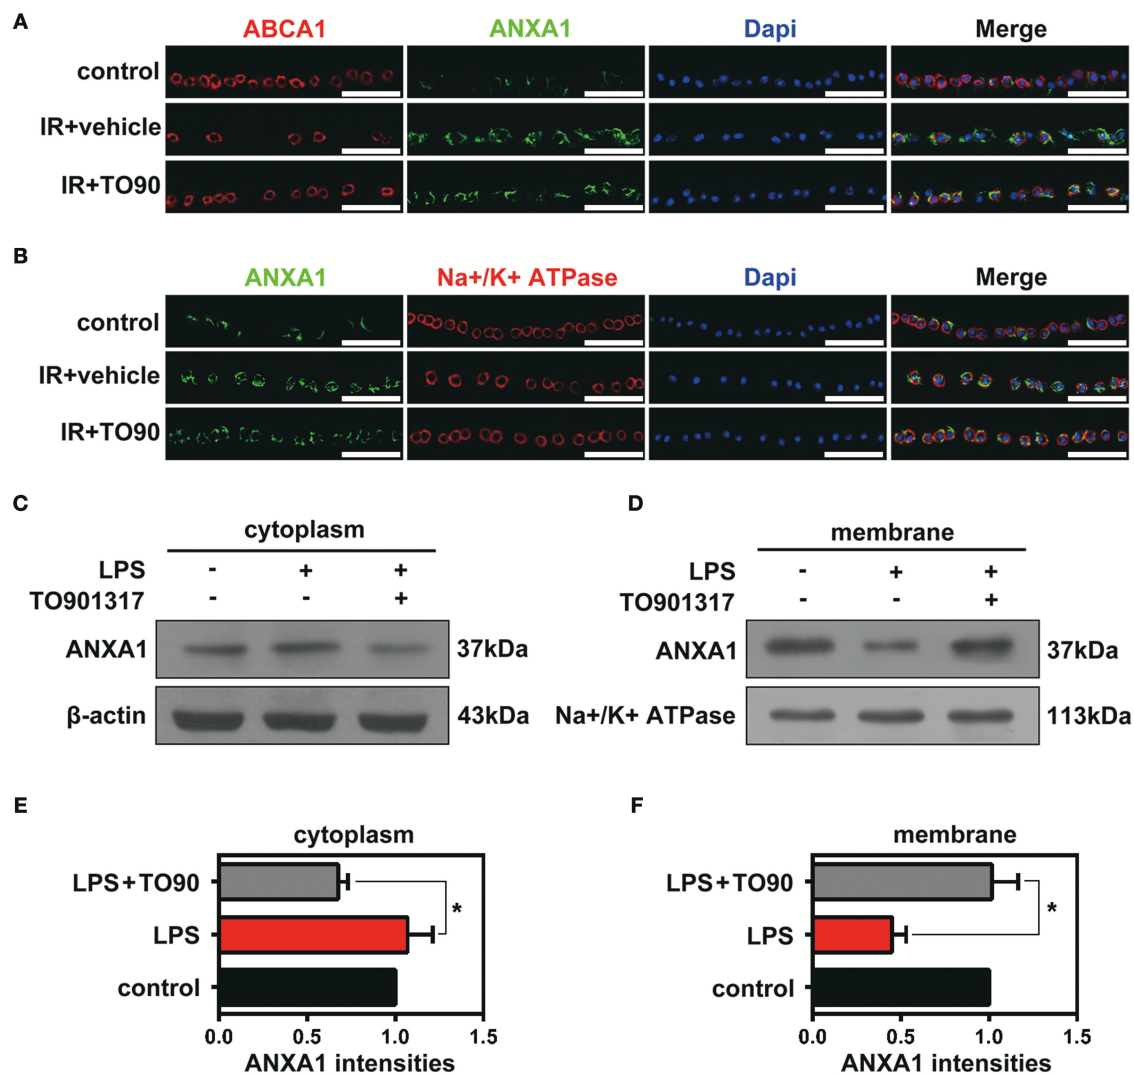 A
ABCA1 ANXA1 Dapi Merge
control
IR+vehicle
IR+TO90
B
ANXA1 Na+/K+ ATPase Dapi Merge
control
IR+vehicle
IR+TO90
C
cytoplasm
LPS - + +
TO901317 - - +
ANXA1 37kDa
β-actin 43kDa
D
membrane
LPS - + +
TO901317 - - +
ANXA1 37kDa
Na+/K+ ATPase 113kDa
E
cytoplasm
LPS+TO90
*
LPS
control
0.0 0.5 1.0 1.5
ANXA1 intensities
F
membrane
LPS+TO90
*
LPS
control
0.0 0.5 1.0 1.5
ANXA1 intensities